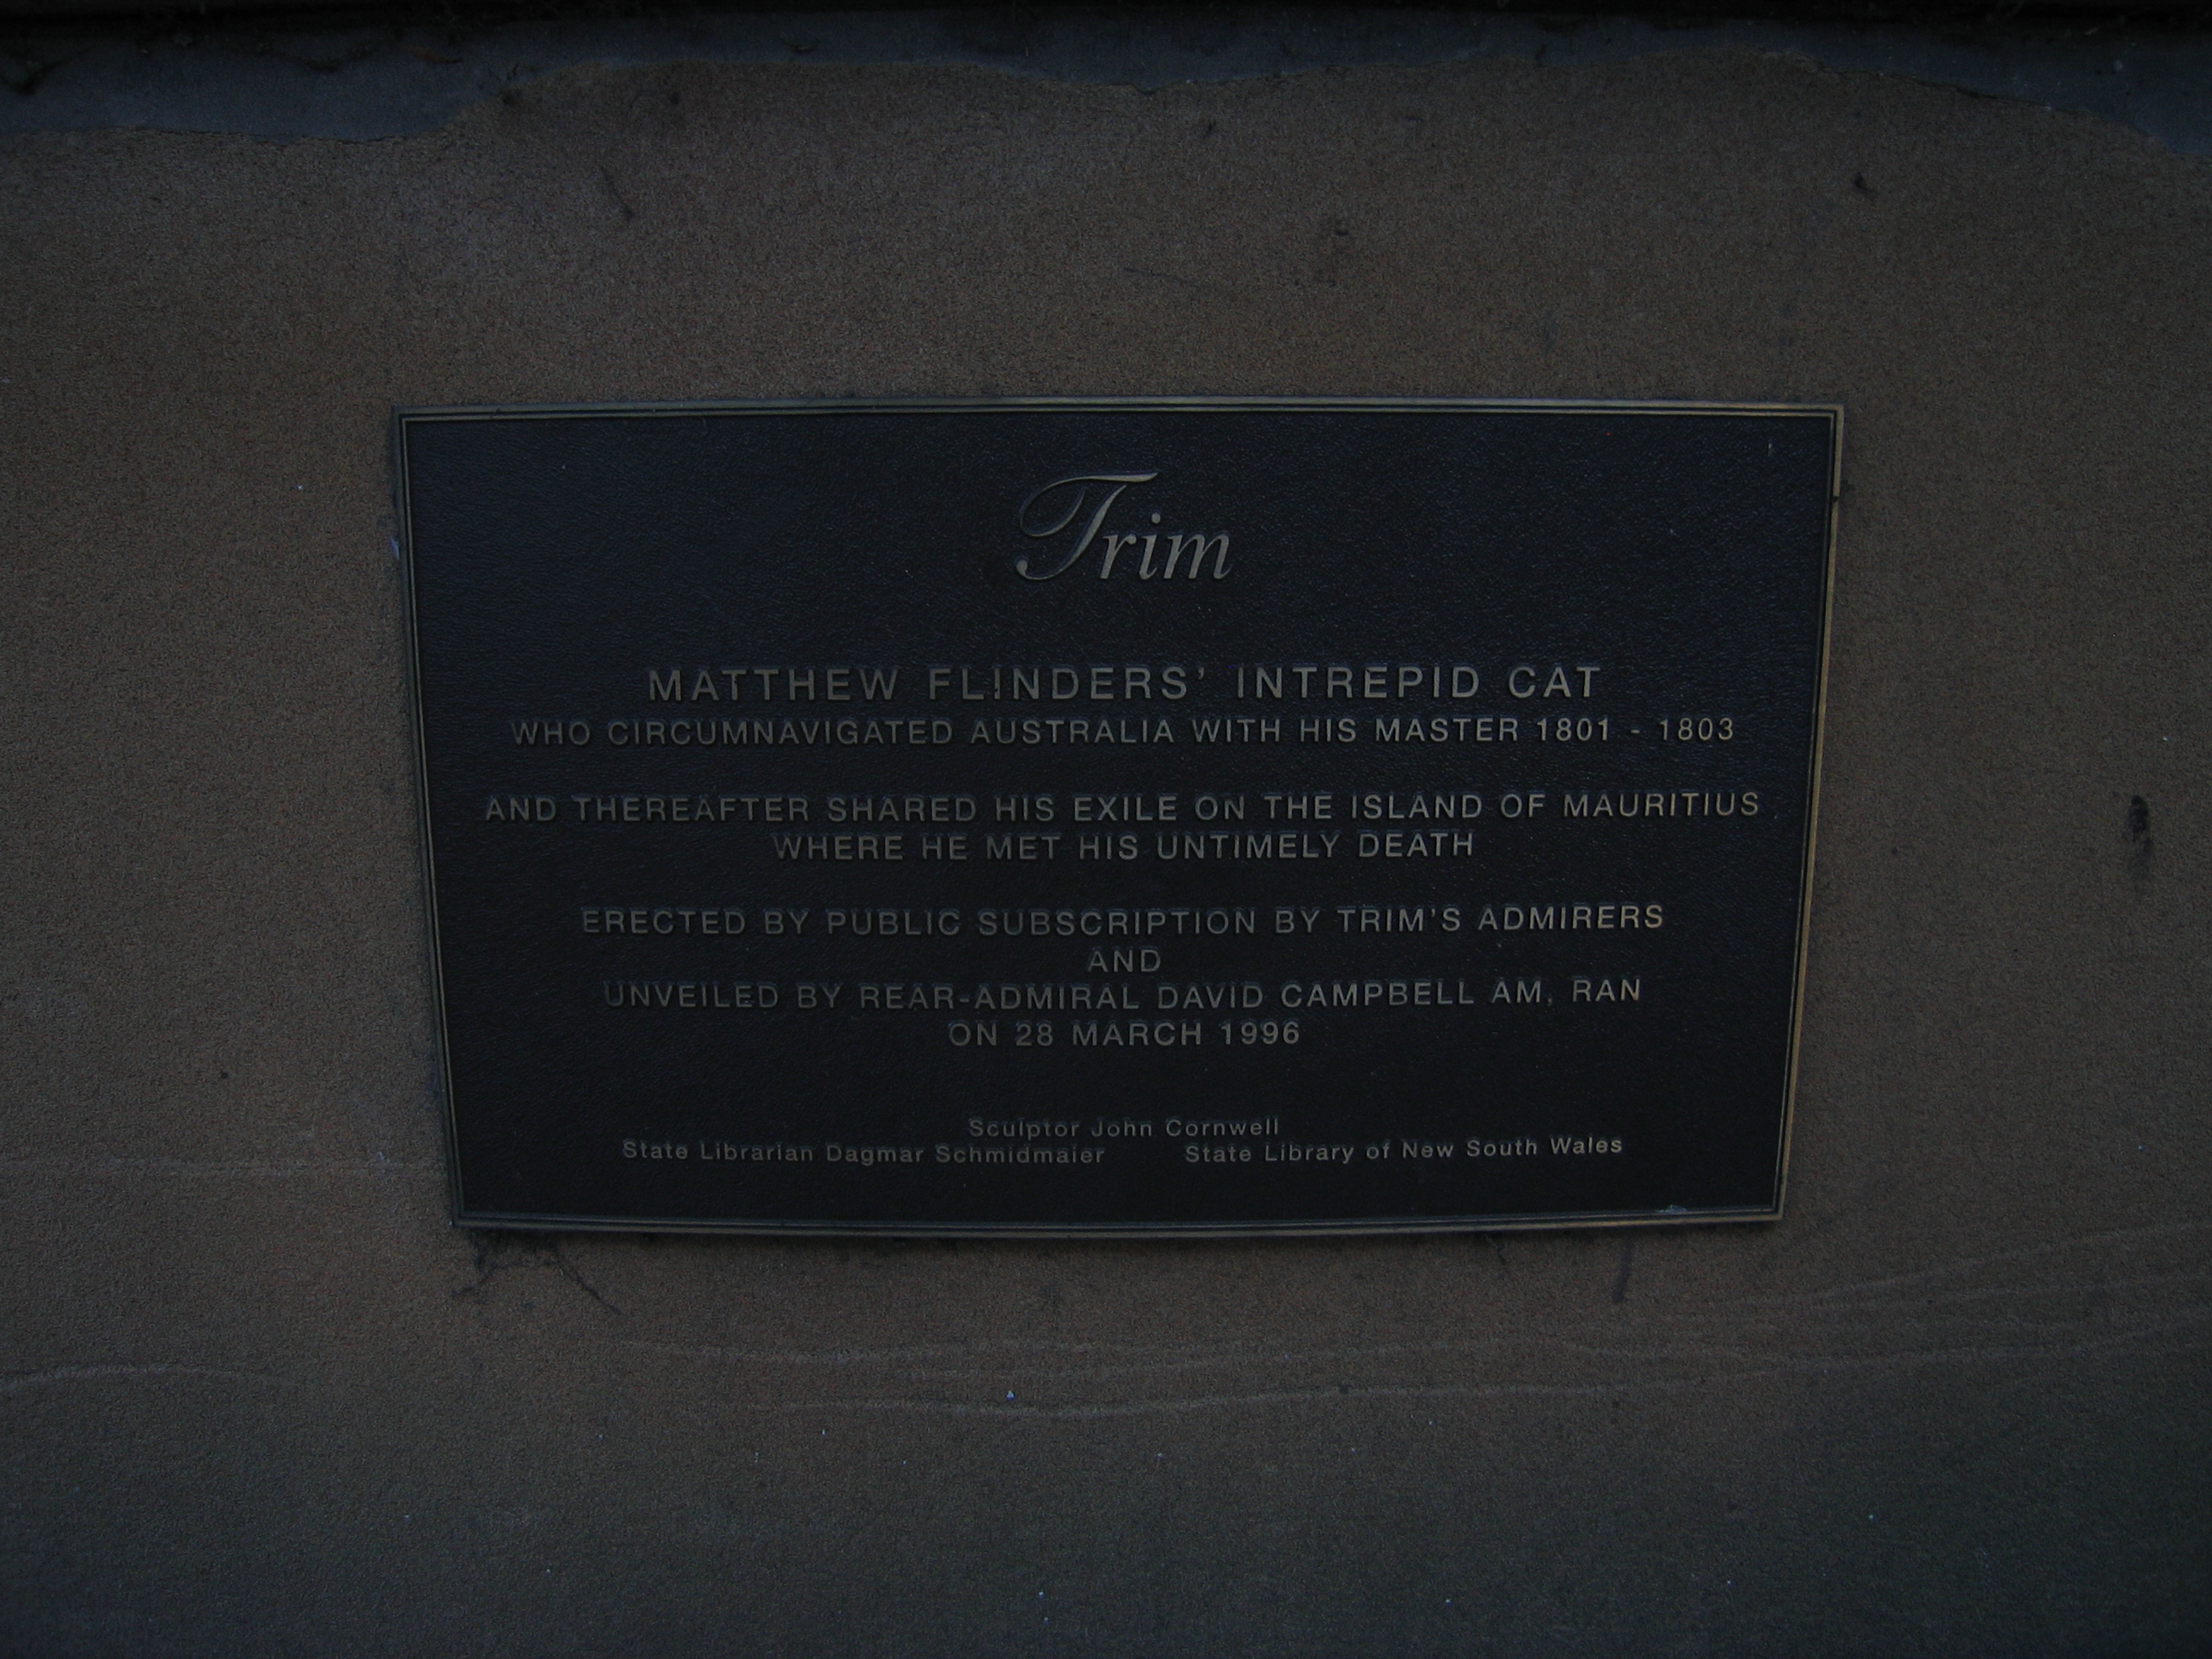 Trim
MATTHEW FLINDERS' INTREPID CAT
WHO CIRCUMNAVIGATED AUSTRALIA WITH HIS MASTER 1801 - 1803
AND THEREAFTER SHARED HIS EXILE ON THE ISLAND OF MAURITIUS
WHERE HE MET HIS UNTIMELY DEATH
ERECTED BY PUBLIC SUBSCRIPTION BY TRIM'S ADMIRERS
AND
UNVEILED BY REAR-ADMIRAL DAVID CAMPBELL AM, RAN
ON 28 MARCH 1996
Sculptor John Cornwell
State Librarian Dagmar Schmidmaier State Library of New South Wales